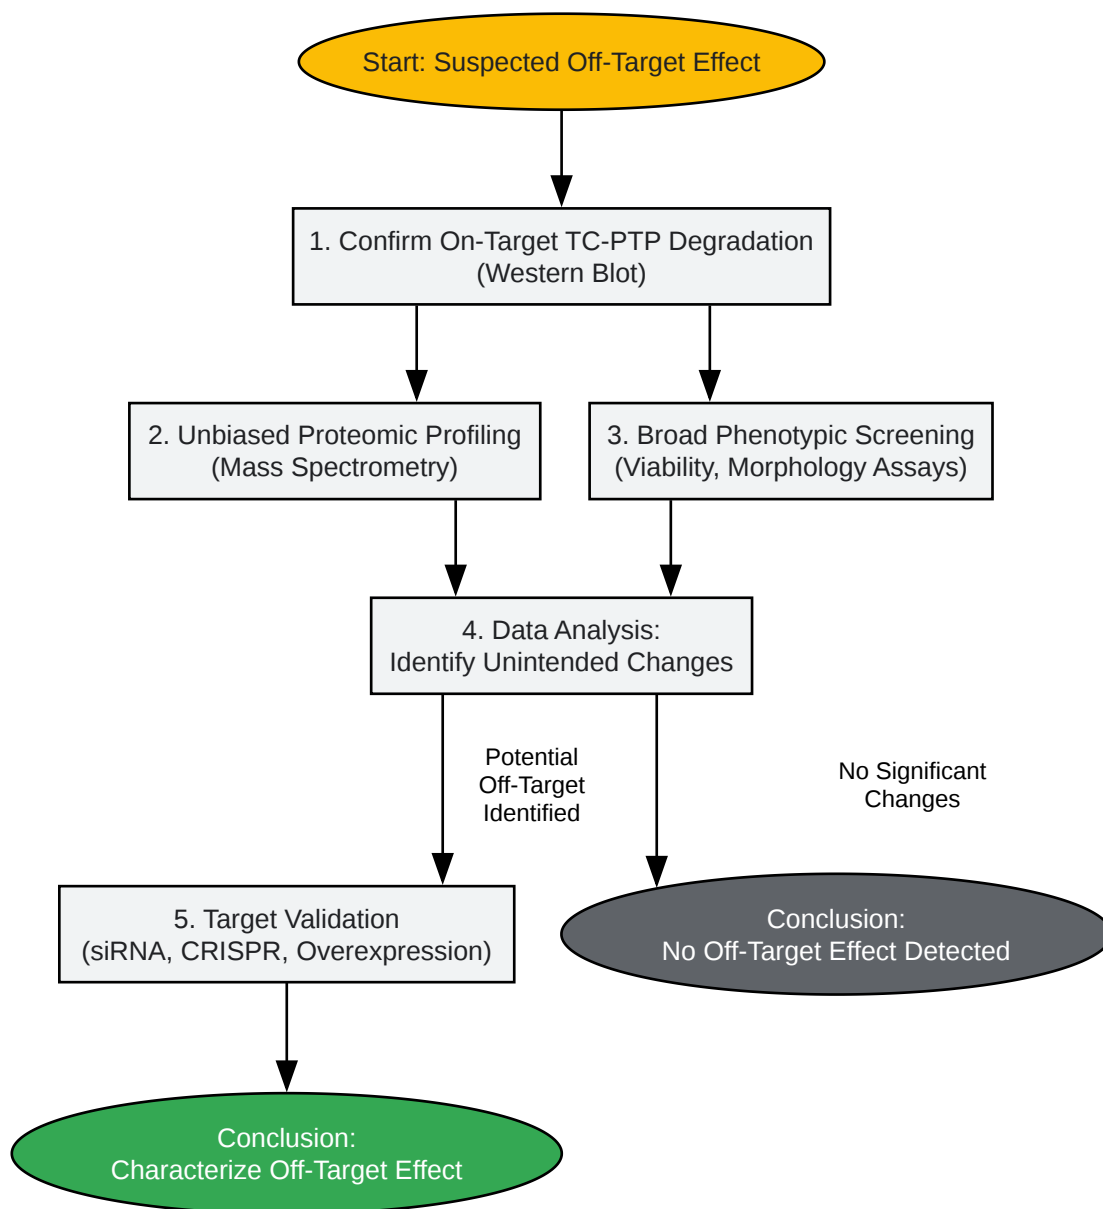 Start: Suspected Off-Target Effect
1. Confirm On-Target TC-PTP Degradation
(Western Blot)
2. Unbiased Proteomic Profiling
(Mass Spectrometry)
3. Broad Phenotypic Screening
(Viability, Morphology Assays)
4. Data Analysis:
Identify Unintended Changes
Potential
Off-Target
Identified
No Significant
Changes
5. Target Validation
(siRNA, CRISPR, Overexpression)
Conclusion:
No Off-Target Effect Detected
Conclusion:
Characterize Off-Target Effect